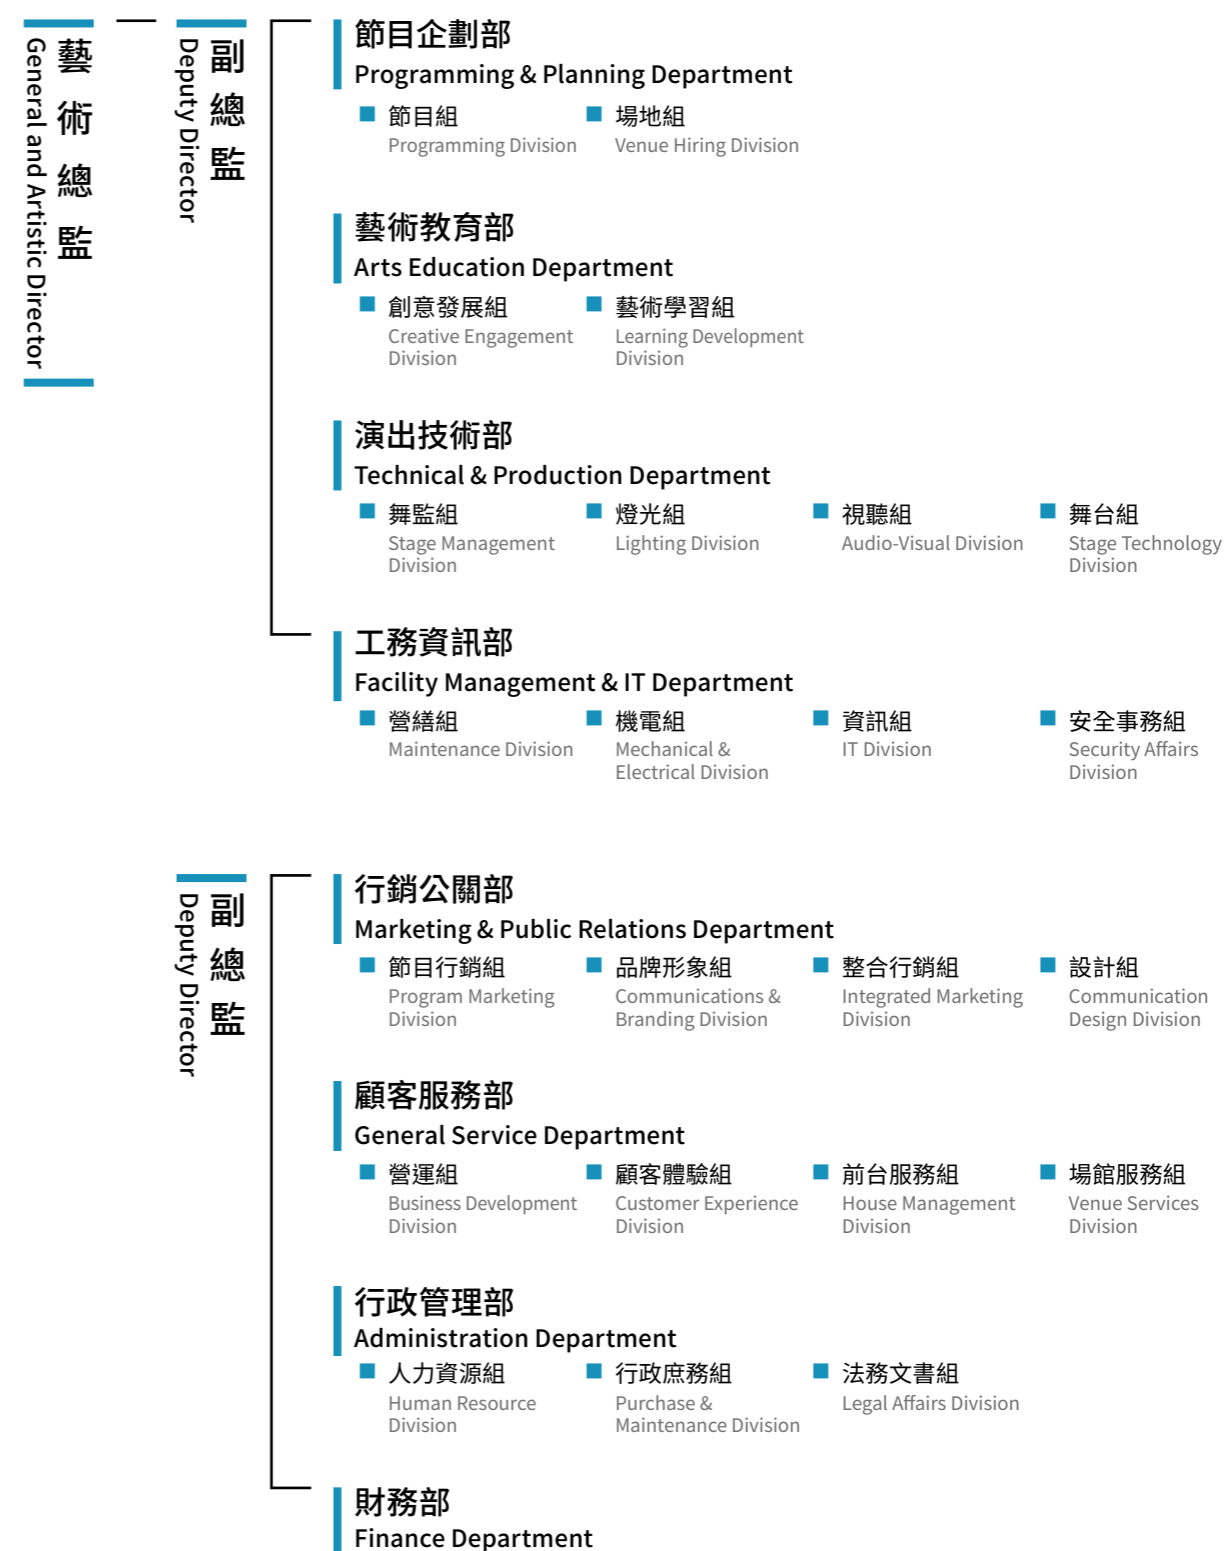 藝術總監
General and Artistic Director
副總監
Deputy Director
節目企劃部
Programming & Planning Department
節目組
Programming Division
場地組
Venue Hiring Division
藝術教育部
Arts Education Department
創意發展組
Creative Engagement
Division
藝術學習組
Learning Development
Division
演出技術部
Technical & Production Department
舞監組
Stage Management
Division
燈光組
Lighting Division
視聽組
Audio-Visual Division
舞台組
Stage Technology
Division
工務資訊部
Facility Management & IT Department
營繕組
Maintenance Division
機電組
Mechanical &
Electrical Division
資訊組
IT Division
安全事務組
Security Affairs
Division
副總監
Deputy Director
行銷公關部
Marketing & Public Relations Department
節目行銷組
Program Marketing
Division
品牌形象組
Communications &
Branding Division
整合行銷組
Integrated Marketing
Division
設計組
Communication
Design Division
顧客服務部
General Service Department
營運組
Business Development
Division
顧客體驗組
Customer Experience
Division
前台服務組
House Management
Division
場館服務組
Venue Services
Division
行政管理部
Administration Department
人力資源組
Human Resource
Division
行政庶務組
Purchase &
Maintenance Division
法務文書組
Legal Affairs Division
財務部
Finance Department